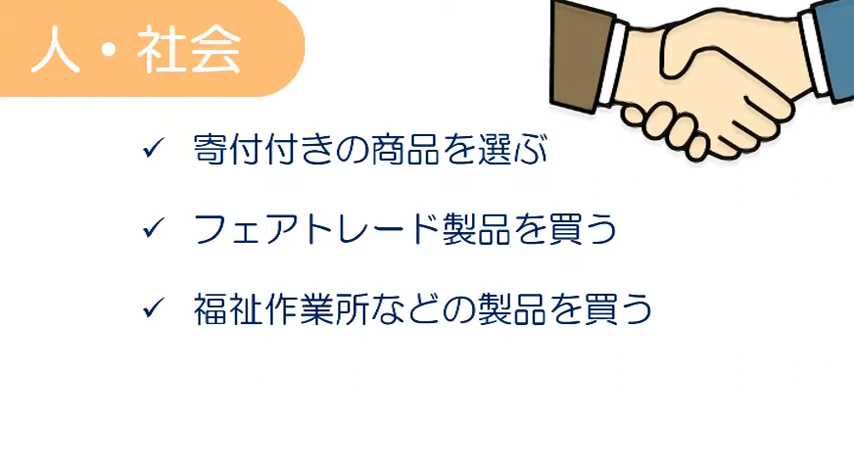 人・社会
✓ 寄付付きの商品を選ぶ
✓ フェアトレード製品を買う
✓ 福祉作業所などの製品を買う